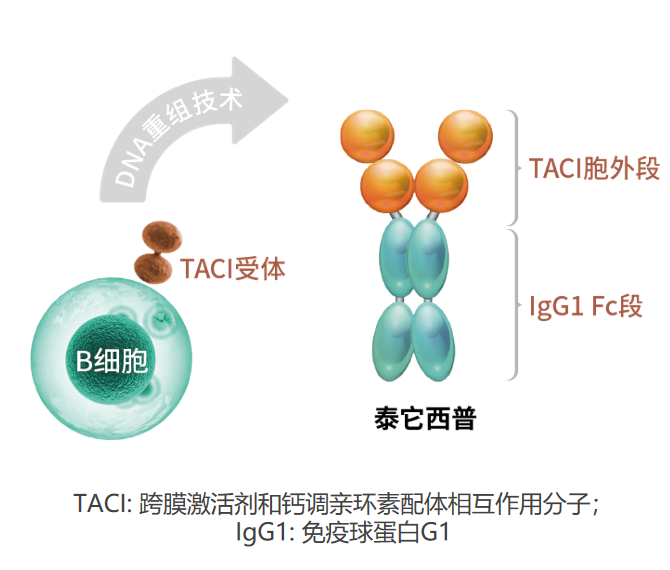 DNA重组技术
TACI胞外段
TACI受体
IgG1 Fc段
B细胞
泰它西普
TACI: 跨膜激活剂和钙调亲环素配体相互作用分子；
IgG1: 免疫球蛋白G1